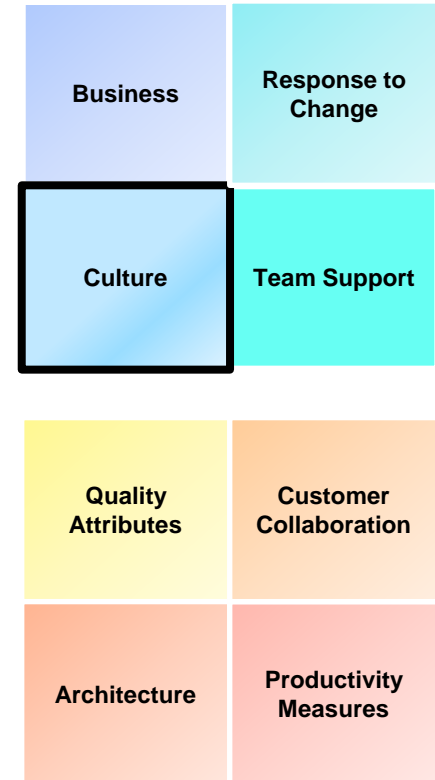 Business
Response to
Change
Culture
Team Support
Quality
Attributes
Customer
Collaboration
Architecture
Productivity
Measures